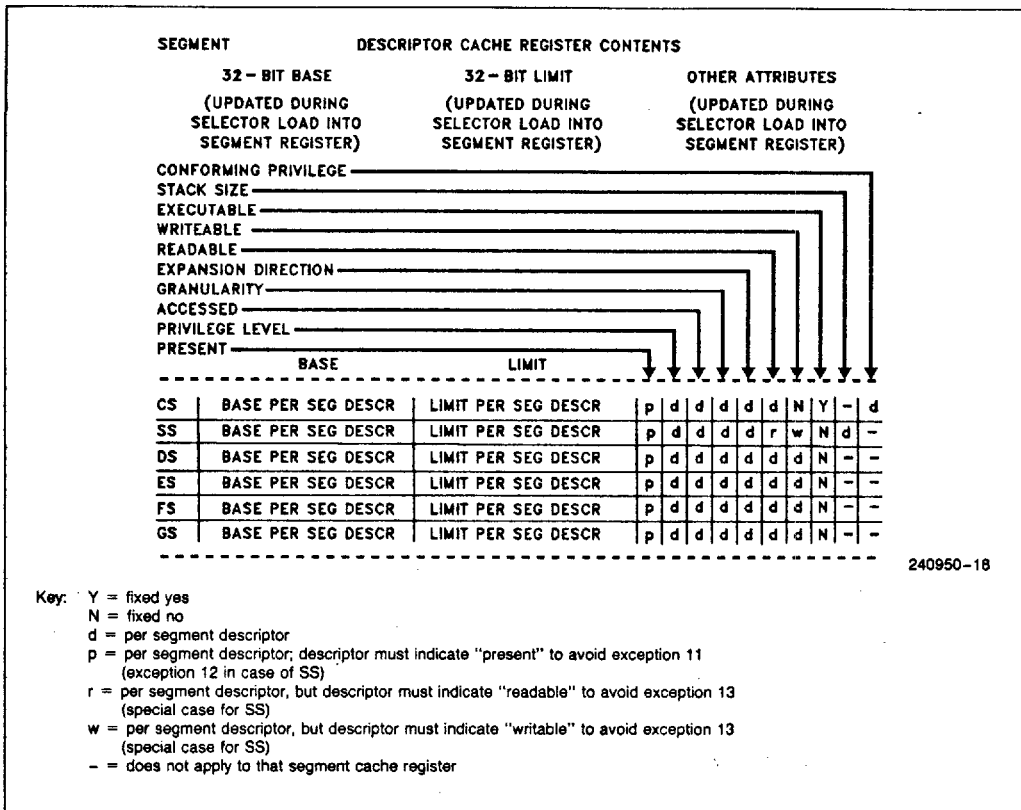 SEGMENT DESCRIPTOR CACHE REGISTER CONTENTS
32-BIT BASE 32-BIT LIMIT OTHER ATTRIBUTES
(UPDATED DURING (UPDATED DURING (UPDATED DURING
SELECTOR LOAD INTO SELECTOR LOAD INTO SELECTOR LOAD INTO
SEGMENT REGISTER) SEGMENT REGISTER) SEGMENT REGISTER)
CONFORMING PRIVILEGE
STACK SIZE
EXECUTABLE
WRITEABLE
READABLE
EXPANSION DIRECTION
GRANULARITY
ACCESSED
PRIVILEGE LEVEL
PRESENT
BASE LIMIT
CS BASE PER SEG DESCR LIMIT PER SEG DESCR p d d d d d N Y - d
SS BASE PER SEG DESCR LIMIT PER SEG DESCR p d d d d r w N d -
DS BASE PER SEG DESCR LIMIT PER SEG DESCR p d d d d d d N - -
ES BASE PER SEG DESCR LIMIT PER SEG DESCR p d d d d d d N - -
FS BASE PER SEG DESCR LIMIT PER SEG DESCR p d d d d d d N - -
GS BASE PER SEG DESCR LIMIT PER SEG DESCR p d d d d d d N - -
240950-18
Key: Y = fixed yes
N = fixed no
d = per segment descriptor
p = per segment descriptor; descriptor must indicate "present" to avoid exception 11
(exception 12 in case of SS)
r = per segment descriptor, but descriptor must indicate "readable" to avoid exception 13
(special case for SS)
w = per segment descriptor, but descriptor must indicate "writable" to avoid exception 13
(special case for SS)
- = does not apply to that segment cache register